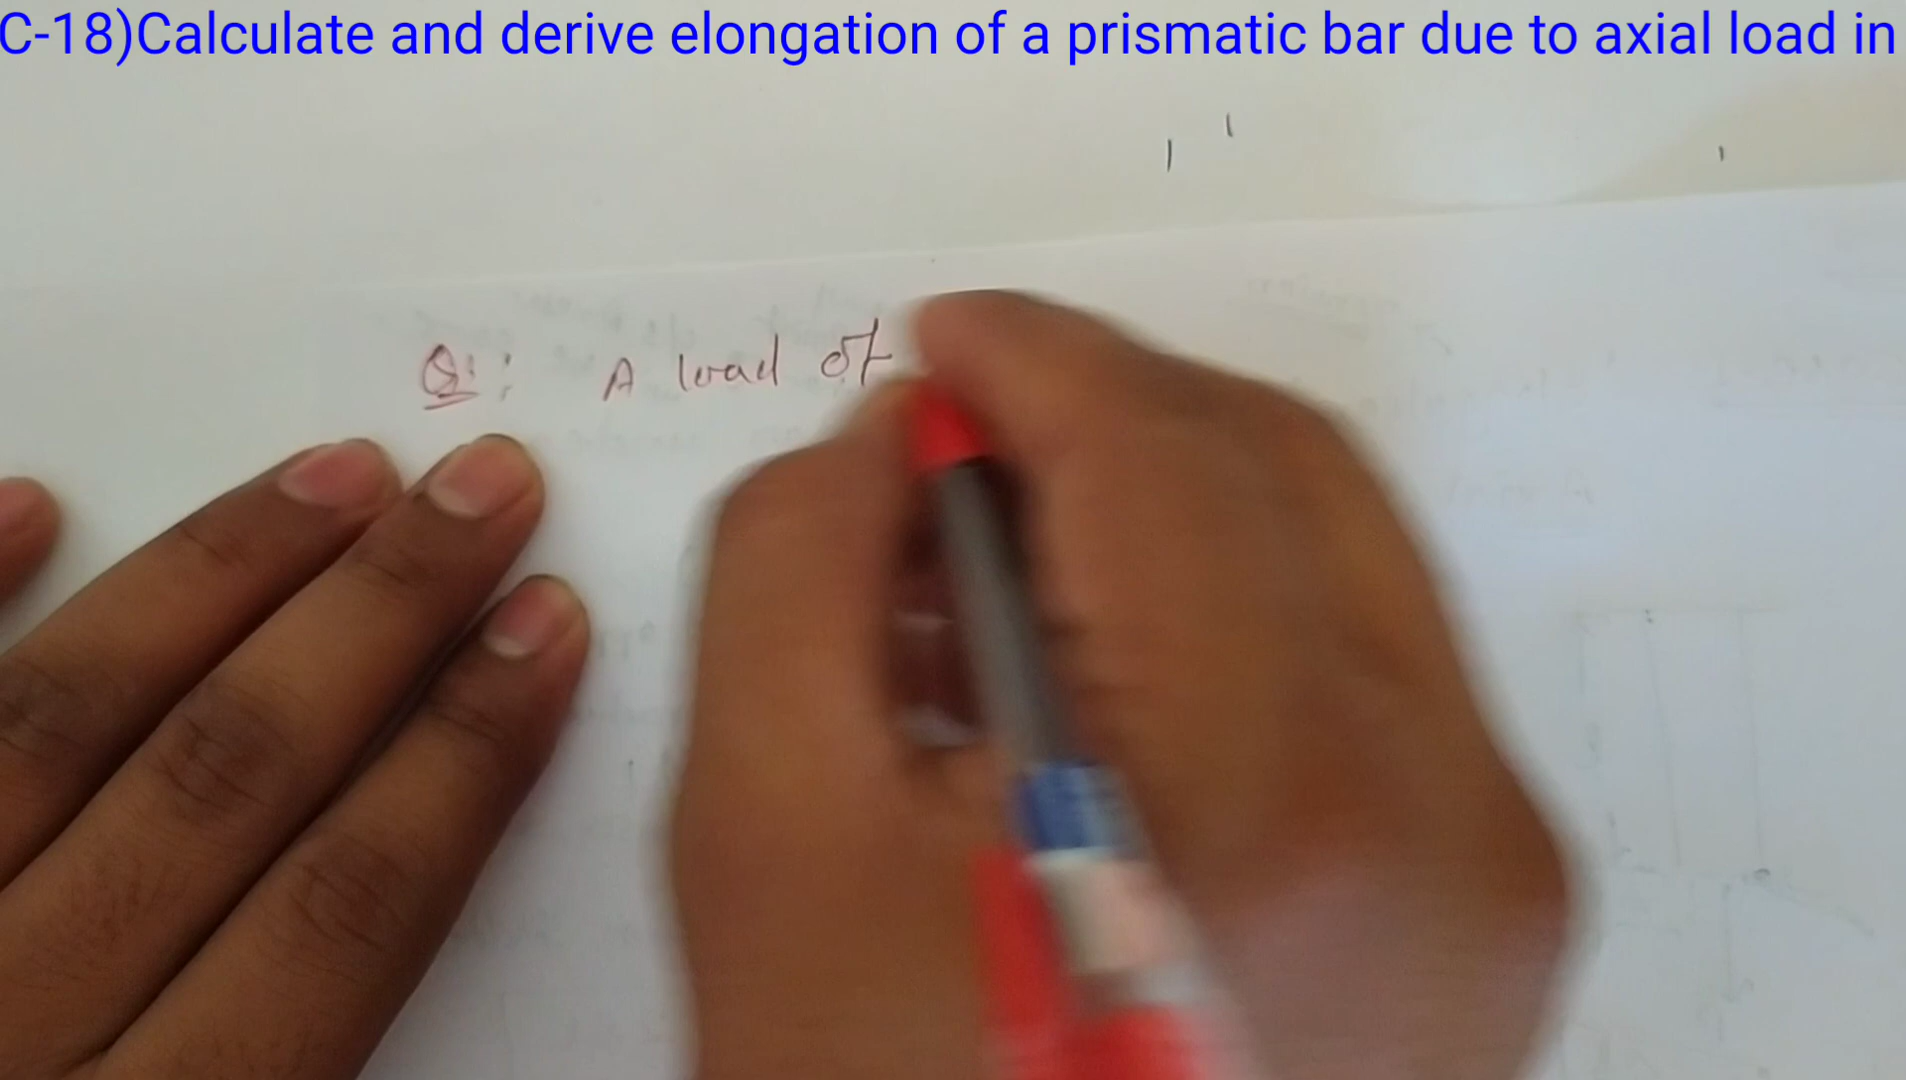 C-18)Calculate and derive elongation of a prismatic bar due to axial load in
Q: A load of